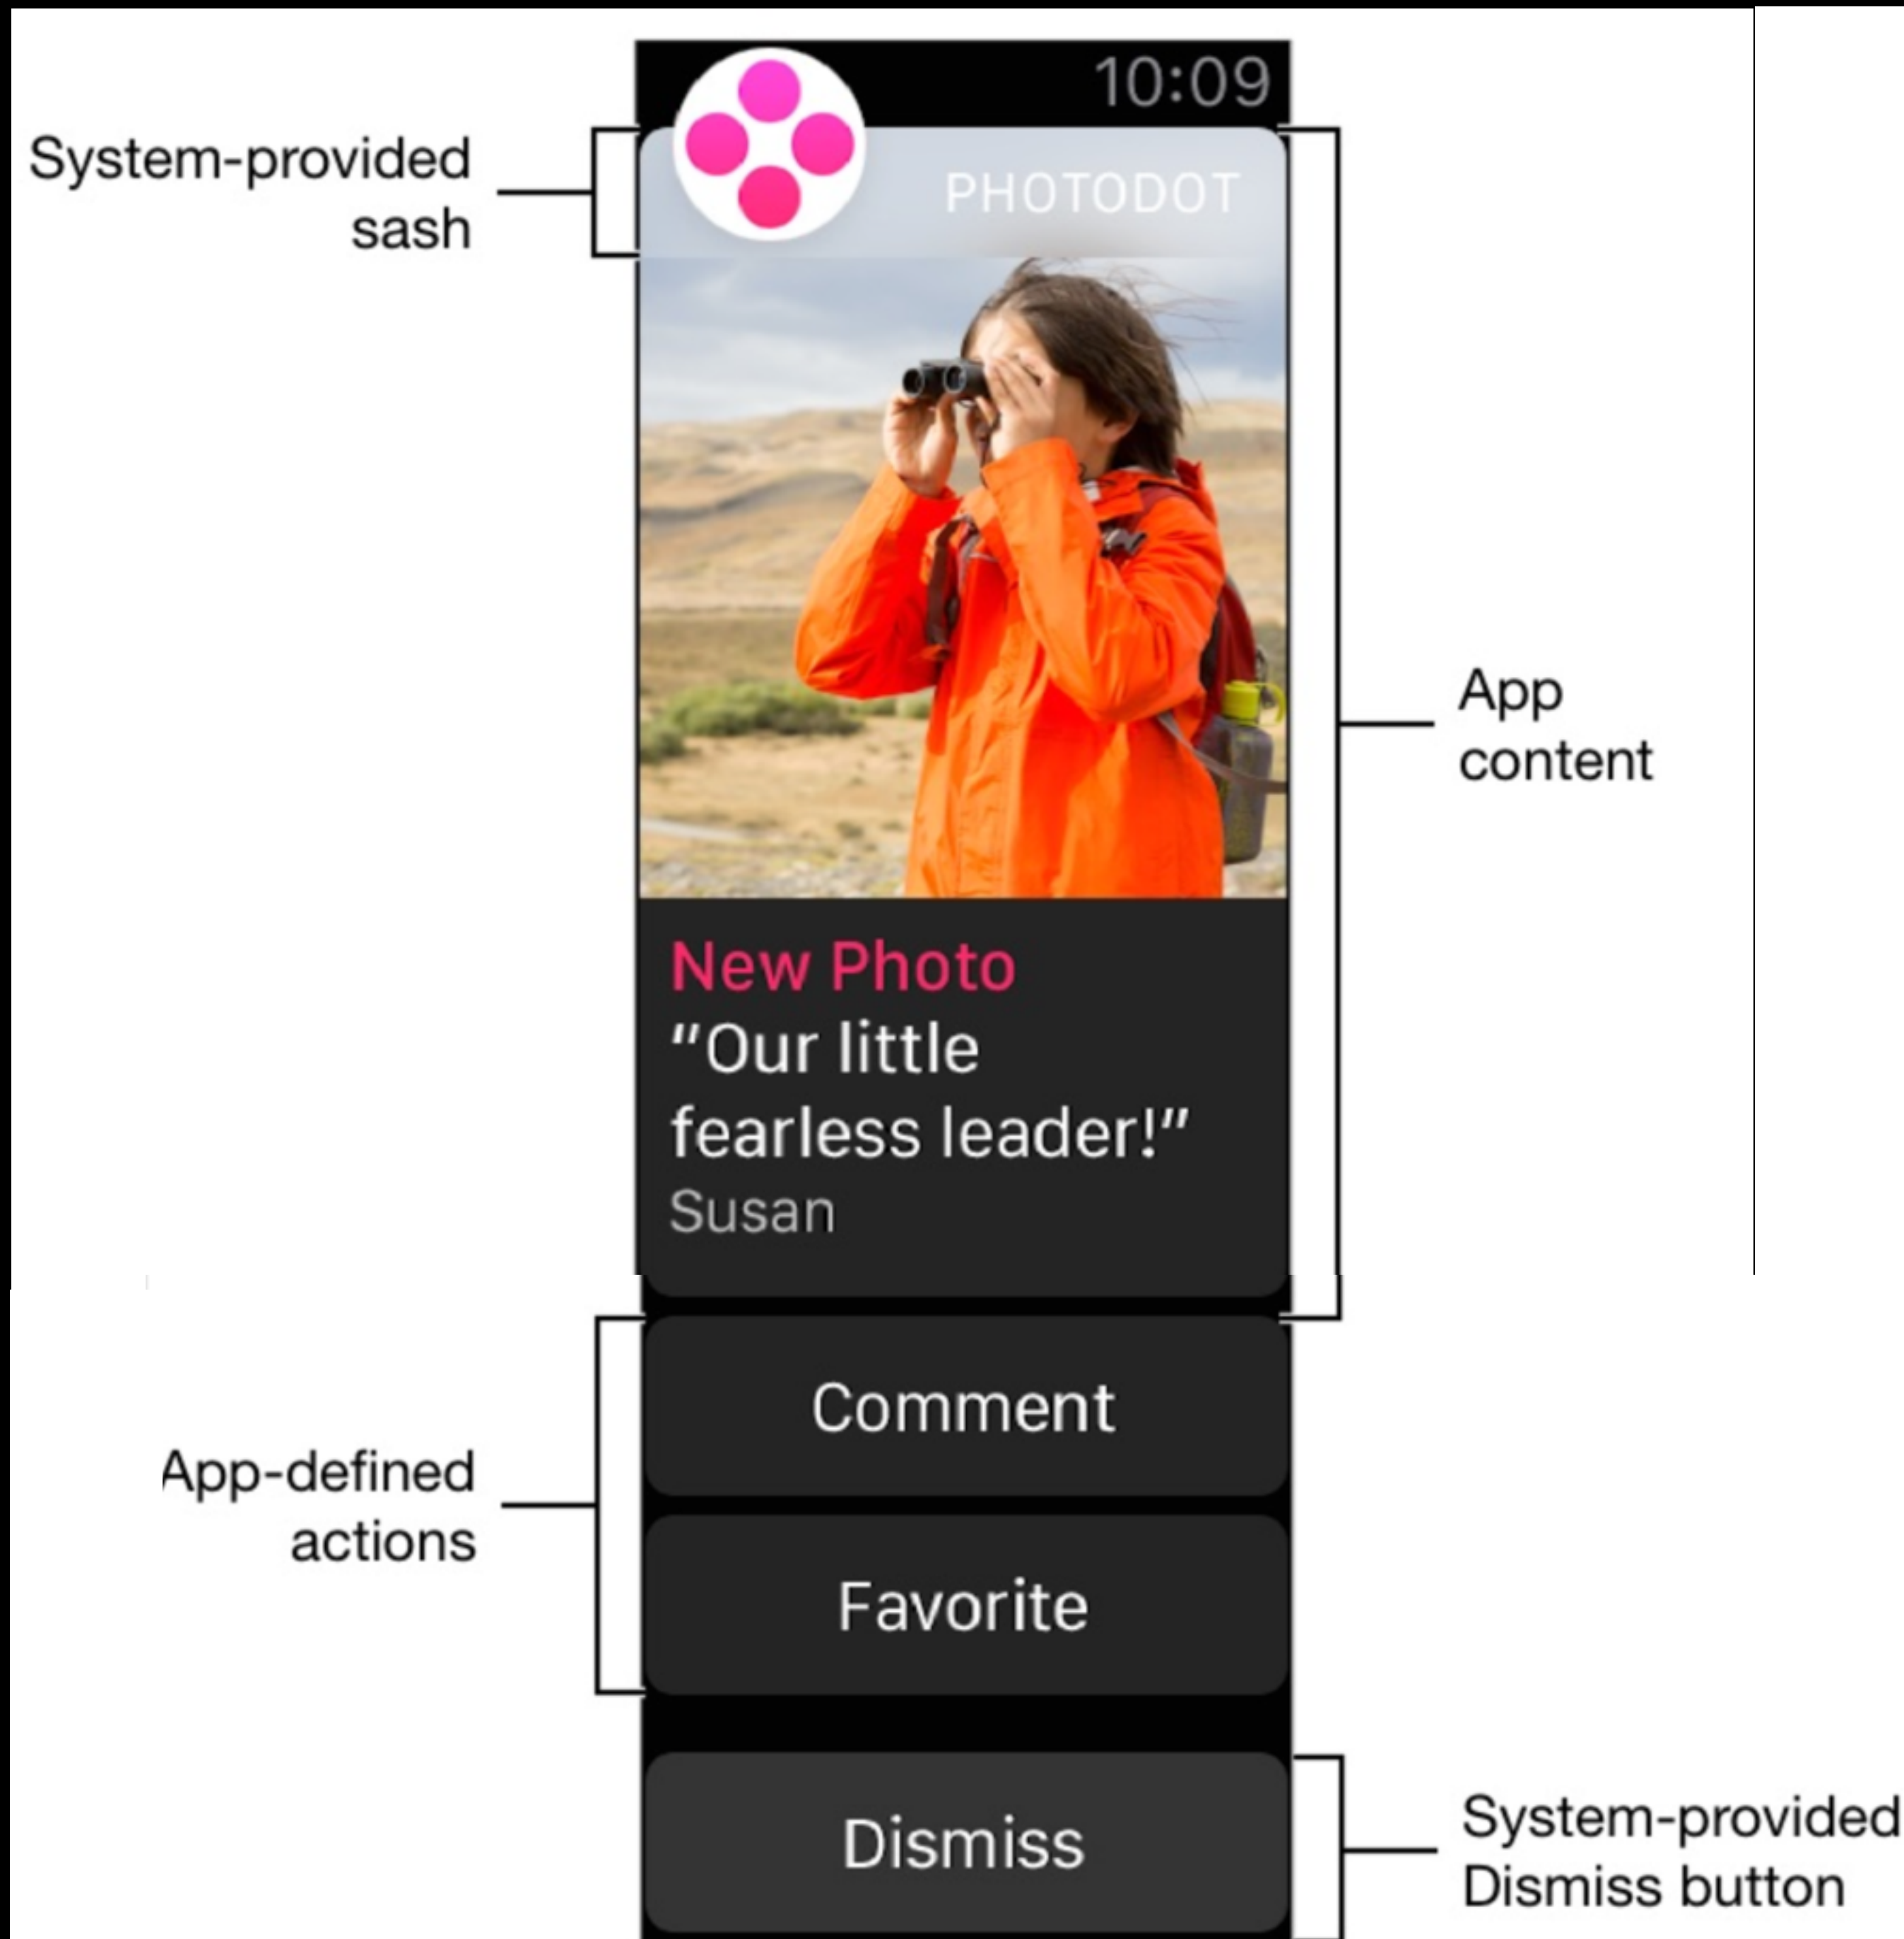 10:09
System-provided
sash
PHOTODOT
App
content
New Photo
“Our little
fearless leader!”
Susan
Comment
App-defined
actions
Favorite
Dismiss
System-provided
Dismiss button